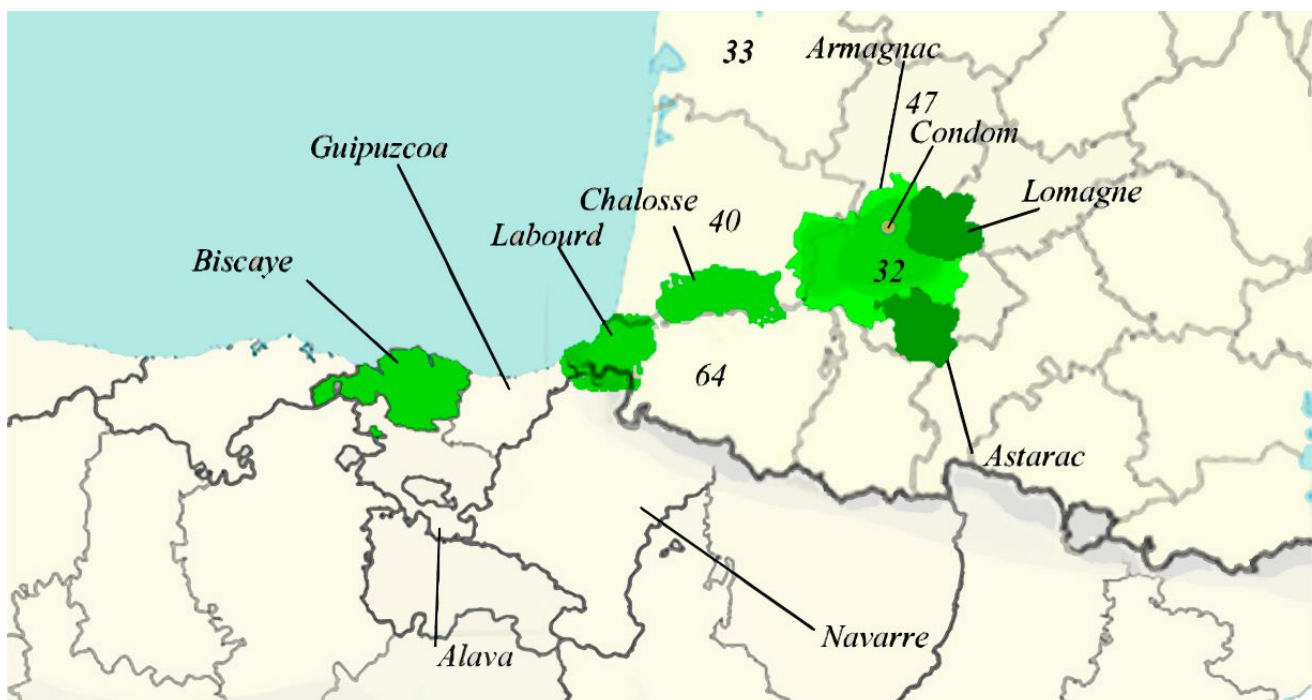 33
Armagnac
47
Condom
Guipuzcoa
Chalosse
40
Lomagne
Labourd
Biscaye
32
64
Astarac
Navarre
Alava